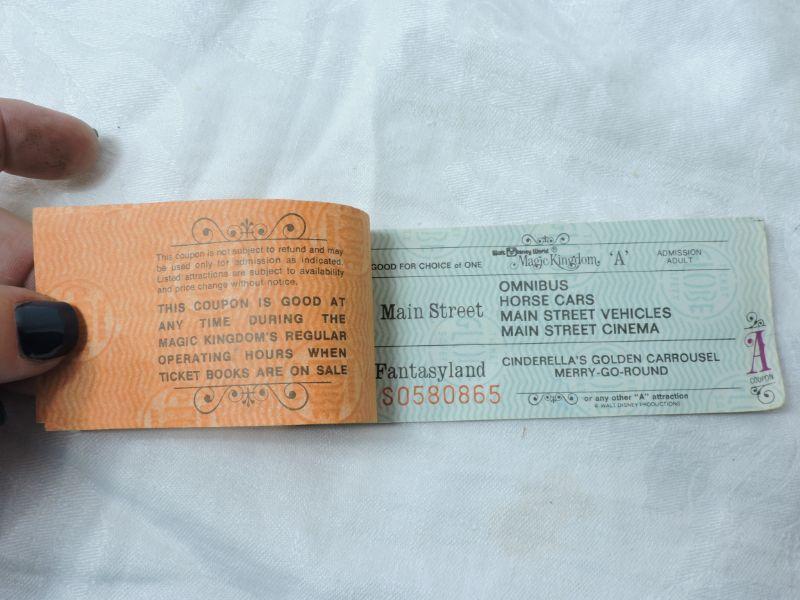 This coupon is not subject to refund and may
be used only for admission as indicated.
Listed attractions are subject to availability
and price change without notice.
THIS COUPON IS GOOD AT
ANY TIME DURING THE
MAGIC KINGDOM'S REGULAR
OPERATING HOURS WHEN
TICKET BOOKS ARE ON SALE
Walt Disney World
GOOD FOR CHOICE of ONE Magic Kingdom, 'A' ADMISSION
ADULT
Main Street
OMNIBUS
HORSE CARS
MAIN STREET VEHICLES
MAIN STREET CINEMA
Fantasyland
CINDERELLA'S GOLDEN CARROUSEL
MERRY-GO-ROUND
S0580865
or any other "A" attraction
© WALT DISNEY PRODUCTIONS
A
COUPON